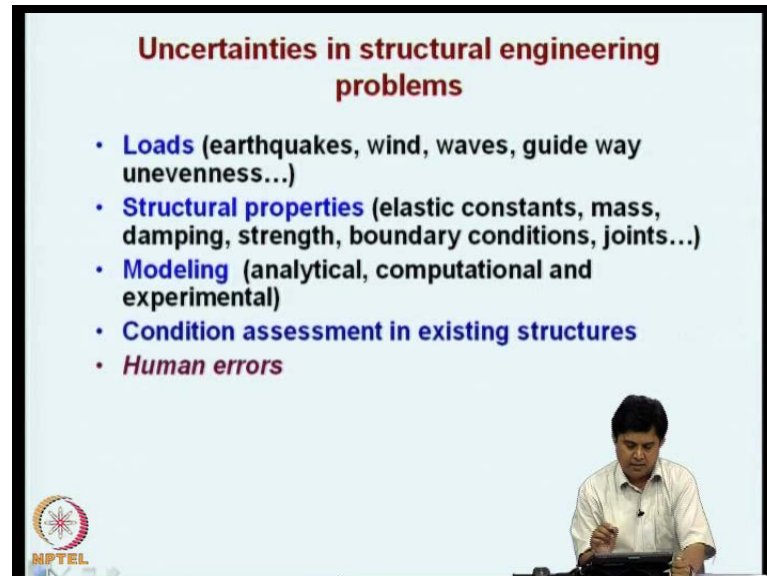 Uncertainties in structural engineering
problems
• Loads (earthquakes, wind, waves, guide way
unevenness...)
• Structural properties (elastic constants, mass,
damping, strength, boundary conditions, joints...)
• Modeling (analytical, computational and
experimental)
• Condition assessment in existing structures
• Human errors
NPTEL